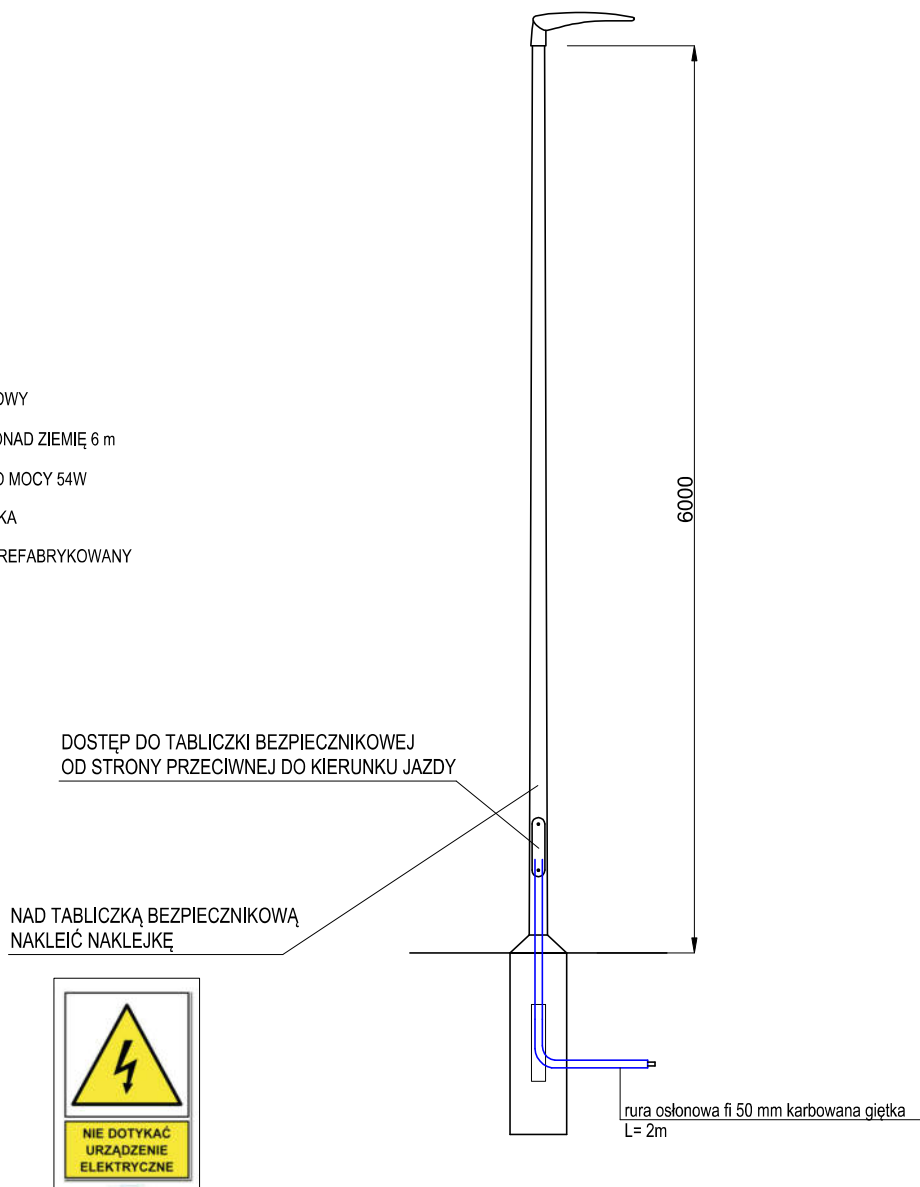 OWY
ONAD ZIEMIĘ 6 m
O MOCY 54W
KA
REFABRYKOWANY
6000
DOSTĘP DO TABLICZKI BEZPIECZNIKOWEJ
OD STRONY PRZECIWNEJ DO KIERUNKU JAZDY
NAD TABLICZKĄ BEZPIECZNIKOWĄ
NAKLEIĆ NAKLEJKĘ
NIE DOTYKAĆ
URZĄDZENIE
ELEKTRYCZNE
rura osłonowa fi 50 mm karbowana giętka
L= 2m